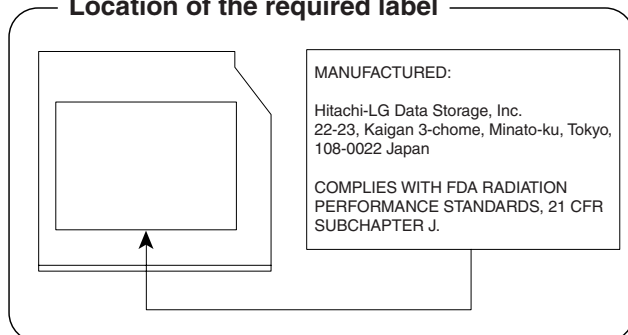 Location of the required label
MANUFACTURED:
Hitachi-LG Data Storage, Inc.
22-23, Kaigan 3-chome, Minato-ku, Tokyo,
108-0022 Japan
COMPLIES WITH FDA RADIATION
PERFORMANCE STANDARDS, 21 CFR
SUBCHAPTER J.